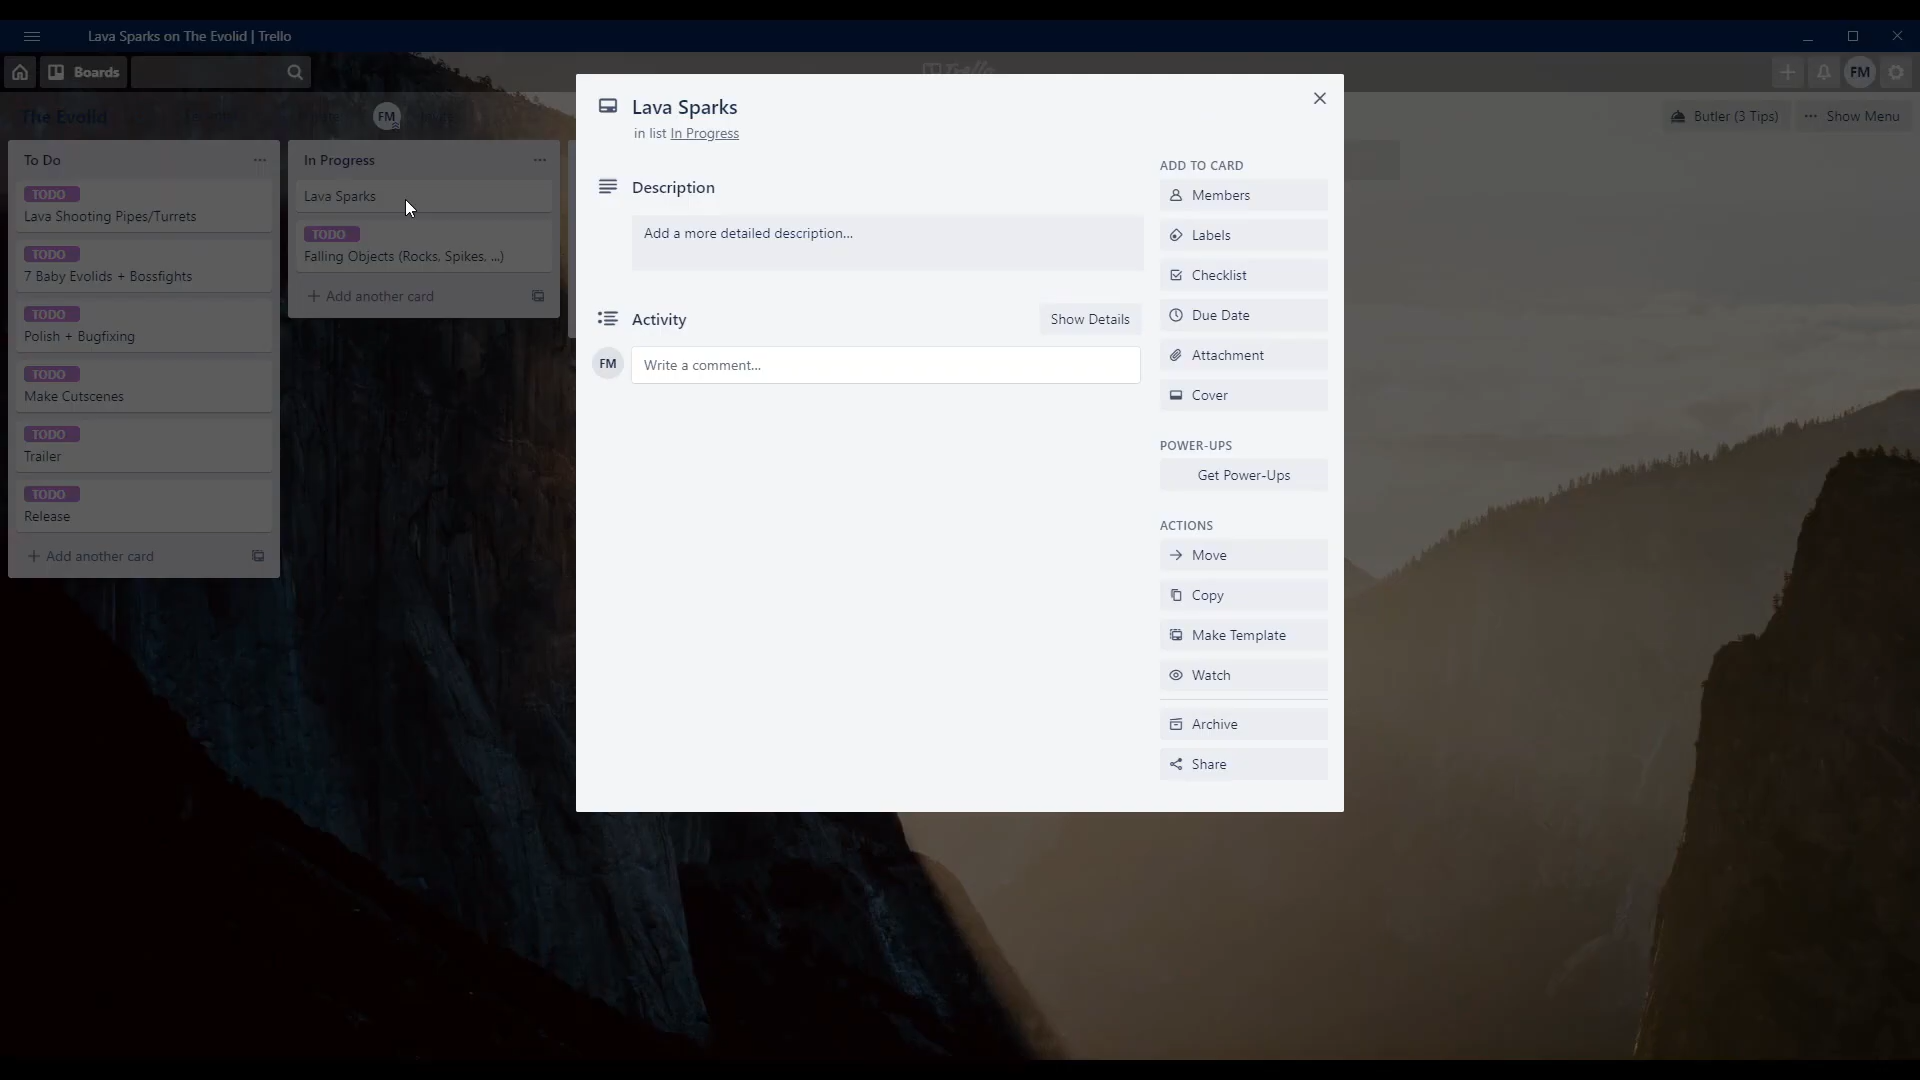 Lava Sparks on The Evolid | Trello
Boards
Trello
FM
The Evolid
FM
Butler (3 Tips)
Show Menu
To Do
TODO
Lava Shooting Pipes/Turrets
TODO
7 Baby Evolids + Bossfights
TODO
Polish + Bugfixing
TODO
Make Cutscenes
TODO
Trailer
TODO
Release
+ Add another card
In Progress
Lava Sparks
TODO
Falling Objects (Rocks, Spikes, ...)
+ Add another card
Lava Sparks
in list In Progress
Description
Add a more detailed description...
Activity
Show Details
FM
Write a comment...
ADD TO CARD
Members
Labels
Checklist
Due Date
Attachment
Cover
POWER-UPS
Get Power-Ups
ACTIONS
Move
Copy
Make Template
Watch
Archive
Share